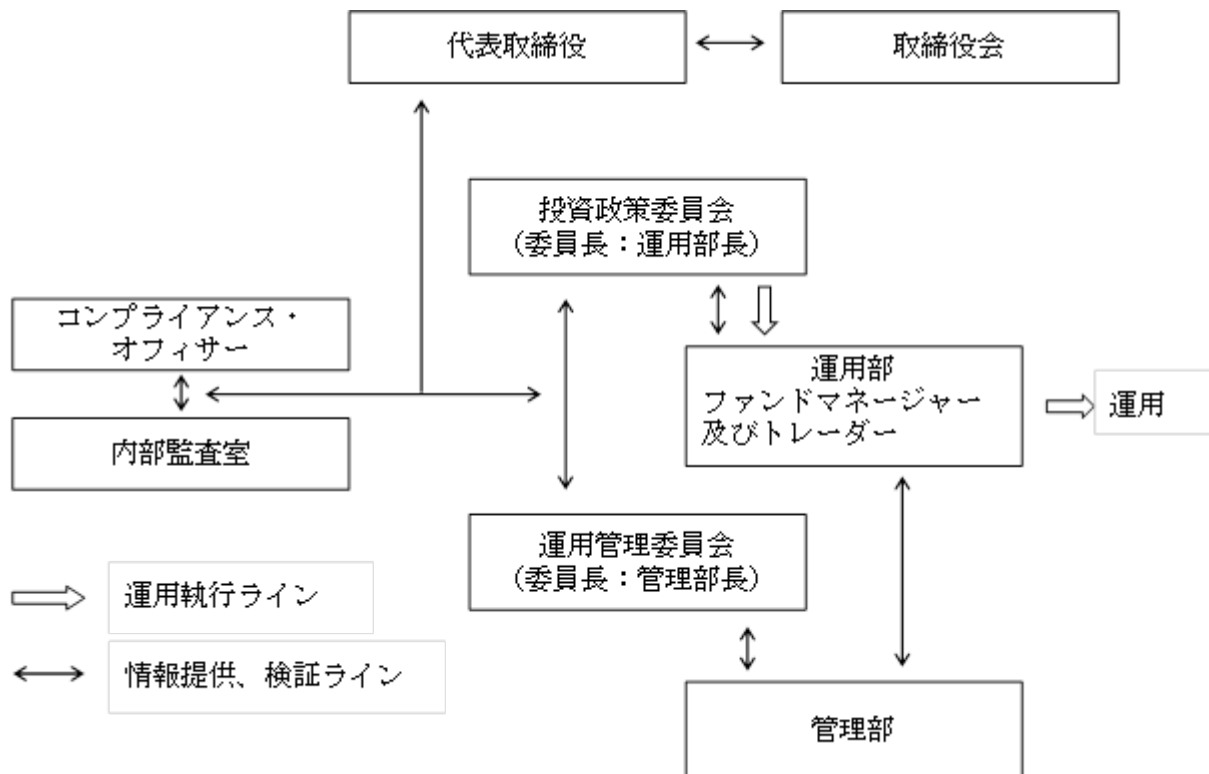 代表取締役
取締役会
投資政策委員会
（委員長：運用部長）
コンプライアンス・
オフィサー
内部監査室
運用部
ファンドマネージャー
及びトレーダー
運用
運用管理委員会
（委員長：管理部長）
運用執行ライン
情報提供、検証ライン
管理部